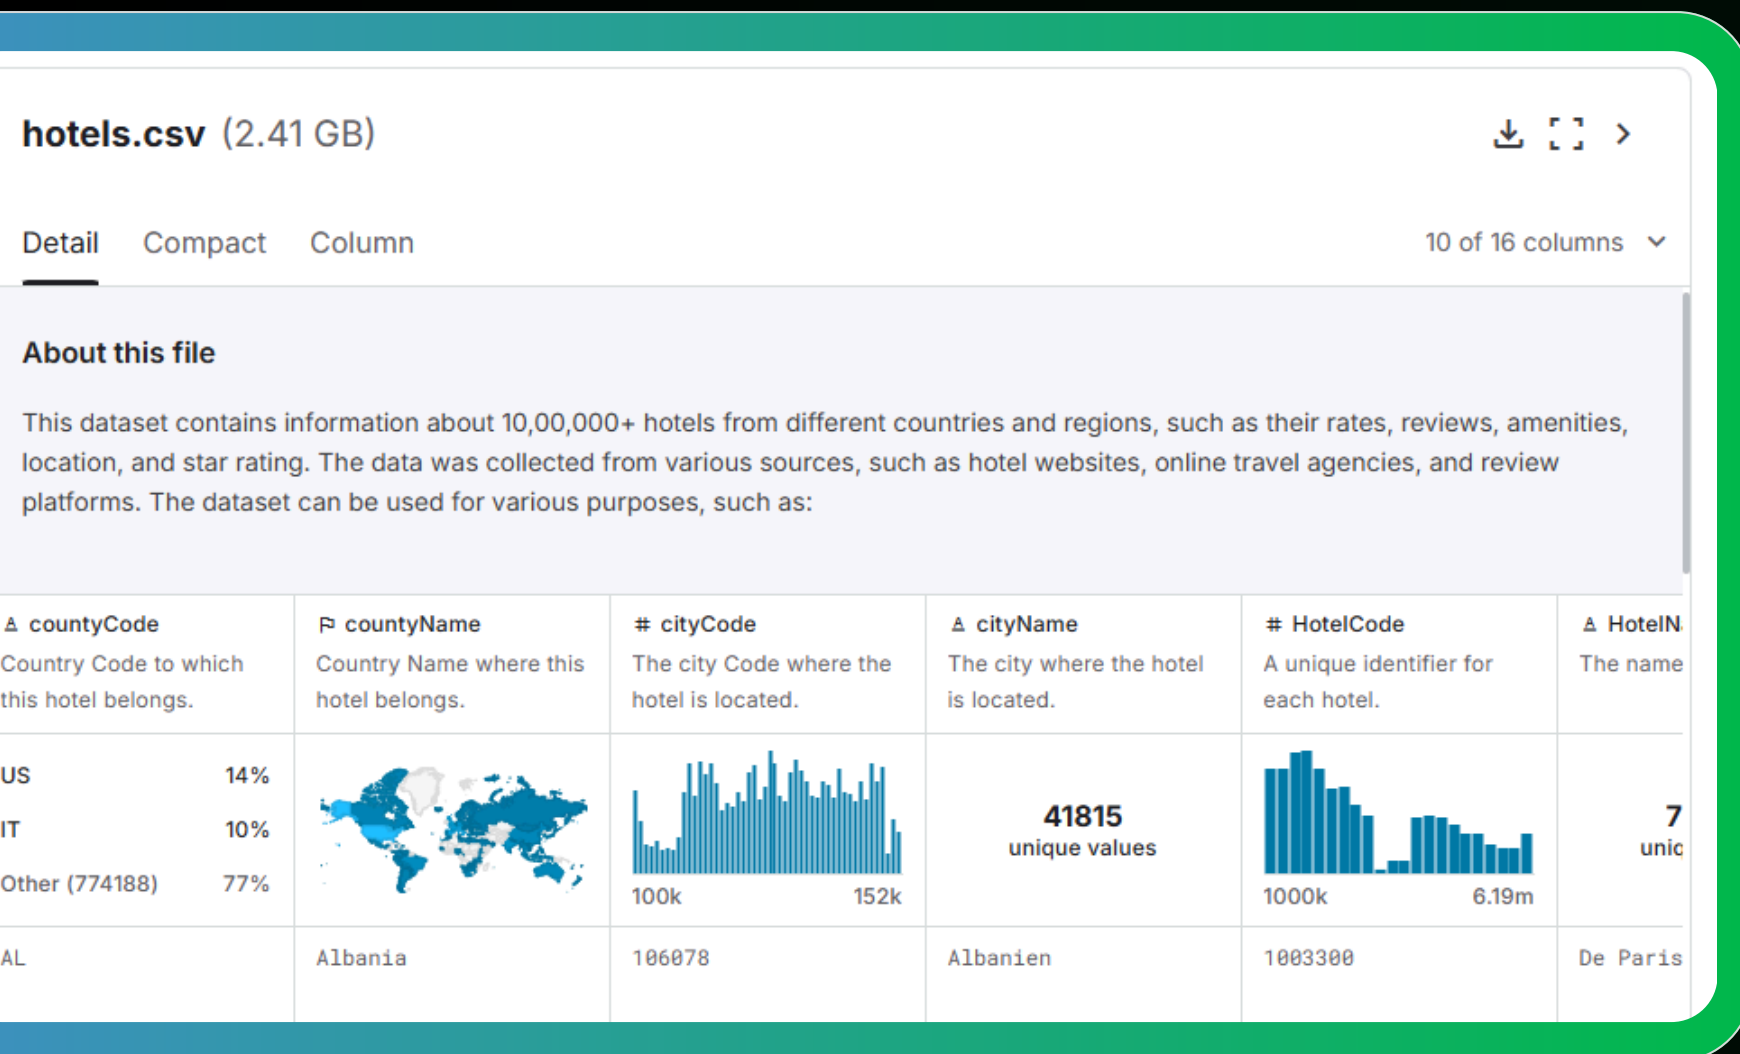 hotels.csv (2.41 GB)
Detail Compact Column 10 of 16 columns
About this file
This dataset contains information about 10,00,000+ hotels from different countries and regions, such as their rates, reviews, amenities,
location, and star rating. The data was collected from various sources, such as hotel websites, online travel agencies, and review
platforms. The dataset can be used for various purposes, such as:
countyCode
Country Code to which
this hotel belongs.
US 14%
IT 10%
Other (774188) 77%
AL
countyName
Country Name where this
hotel belongs.
Albania
# cityCode
The city Code where the
hotel is located.
100k 152k
106078
cityName
The city where the hotel
is located.
41815
unique values
Albanien
# HotelCode
A unique identifier for
each hotel.
1000k 6.19m
1003300
The name
De Paris